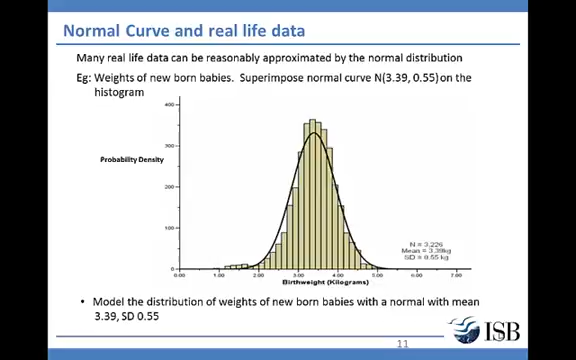 Normal Curve and real life data
Many real life data can be reasonably approximated by the normal distribution
Eg: Weights of new born babies. Superimpose normal curve N(3.39, 0.55) on the
histogram
400
Probability Density
300
200
100
0
N = 3,226
Mean = 3.39kg
SD = 0.55 kg
0.00 1.00 2.00 3.00 4.00 5.00 6.00 7.00
Birthweight (Kilograms)
• Model the distribution of weights of new born babies with a normal with mean
3.39, SD 0.55
11
ISB